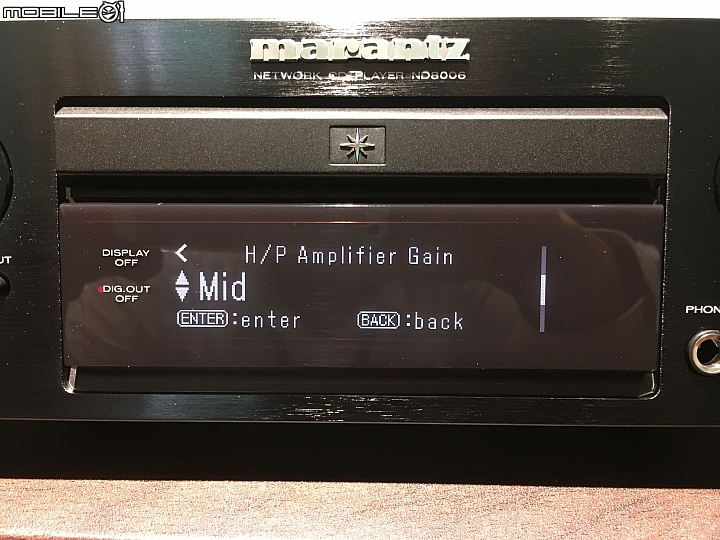 MOBILE01
marantz
NETWORK CD PLAYER ND8006
DISPLAY OFF
< H/P Amplifier Gain
DIG.OUT OFF
Mid
ENTER:enter BACK:back
UT
PHON